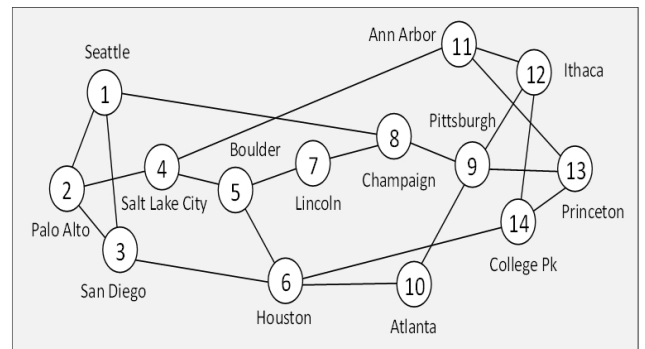 Ann Arbor
11
Seattle
12
Ithaca
1
Pittsburgh
8
Boulder
4
7
9
13
2
Salt Lake City
5
Lincoln
Champaign
Princeton
Palo Alto
3
14
San Diego
6
College Pk
10
Houston
Atlanta